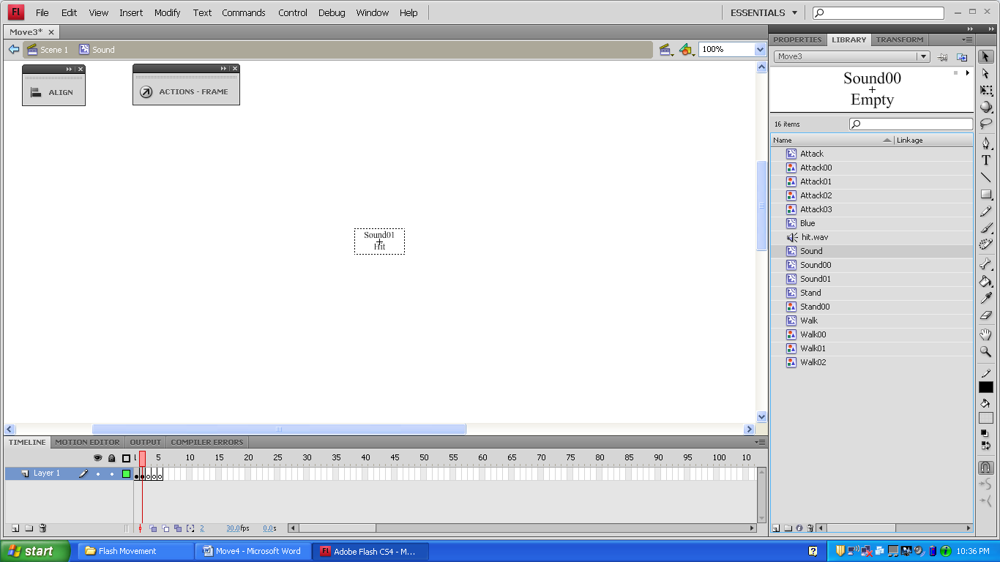 Fl File Edit View Insert Modify Text Commands Control Debug Window Help ESSENTIALS
Move3*
Scene 1 Sound 100%
ALIGN
ACTIONS - FRAME
Sound01
Hit
PROPERTIES LIBRARY TRANSFORM
Move3
Sound00
Empty
16 items
Name Linkage
Attack
Attack00
Attack01
Attack02
Attack03
Blue
hit.wav
Sound
Sound00
Sound01
Stand
Stand00
Walk
Walk00
Walk01
Walk02
T
TIMELINE MOTION EDITOR OUTPUT COMPILER ERRORS
1 5 10 15 20 25 30 35 40 45 50 55 60 65 70 75 80 85 90 95 100 10
Layer 1
2 30.0fps 0.0s
start Flash Movement Move4 - Microsoft Word Fl Adobe Flash CS4 - M... ? 10:36 PM